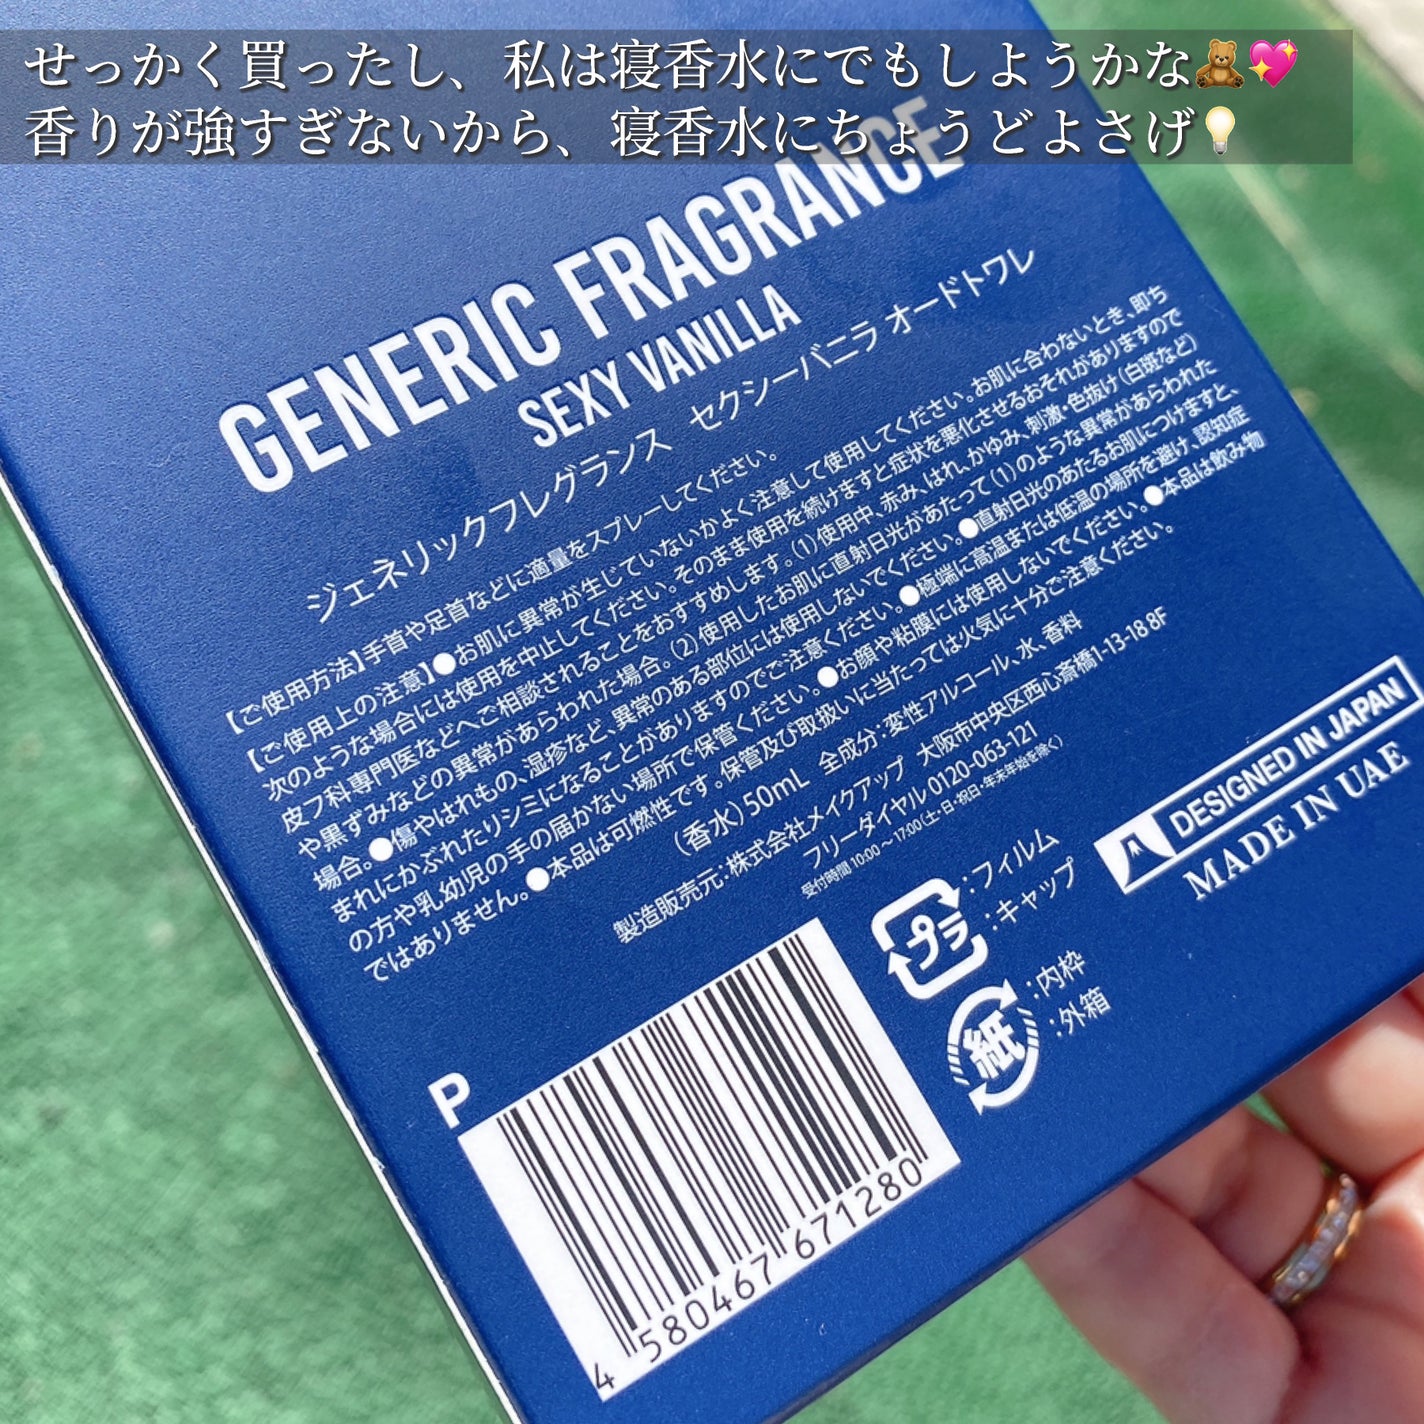 せっかく買ったし、私は寝香水にでもしようかな🧸💖
香りが強すぎないから、寝香水にちょうどよさげ💡
GENERIC FRAGRANCE
SEXY VANILLA
ジェネリックフレグランス セクシーバニラ オードトワレ
【ご使用方法】手首や足首などに適量をスプレーしてください。
【ご使用上の注意】●お肌に異常が生じていないかよく注意して使用してください。お肌に合わないとき、即ち
次のような場合には使用を中止してください。そのまま使用を続けますと症状を悪化させるおそれがありますので
皮フ科専門医などへご相談されることをおすすめします。(1)使用中、赤み、はれ、かゆみ、刺激・色抜け(白斑など)
や黒ずみなどの異常があらわれた場合。(2)使用したお肌に直射日光があたって(1)のような異常があらわれた
場合。●傷やはれもの、湿疹など、異常のある部位には使用しないでください。●直射日光のあたるお肌につけますと、
まれにかぶれたりシミになることがありますのでご注意ください。●極端に高温または低温の場所を避け、認知症
の方や乳幼児の手の届かない場所で保管ください。●お顔や粘膜には使用しないでください。●本品は飲み物
ではありません。●本品は可燃性です。保管及び取扱いに当たっては火気に十分ご注意ください。
(香水)50mL 全成分:変性アルコール、水、香料
製造販売元:株式会社メイクアップ 大阪市中央区西心斎橋1-13-18 8F
フリーダイヤル 0120-063-121
受付時間 10:00～17:00(土・日・祝日・年末年始を除く)
プラ:フィルム
:キャップ
紙:内枠
:外箱
DESIGNED IN JAPAN
MADE IN UAE
P
4 580467 671280